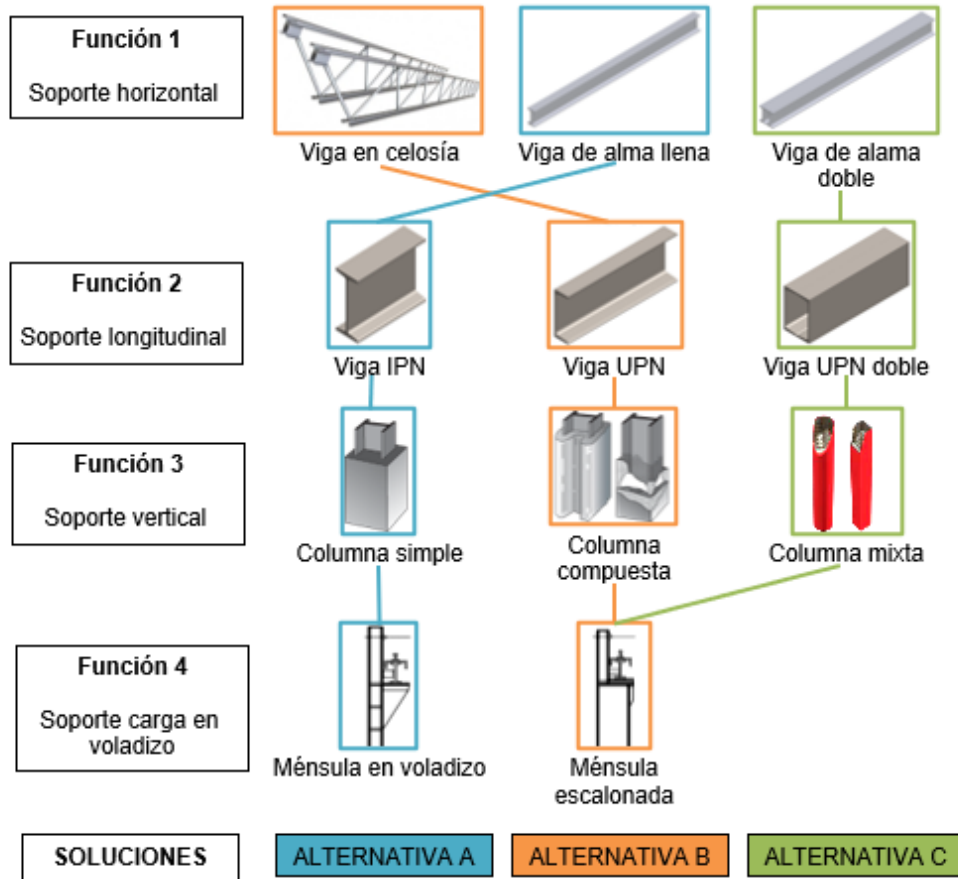 Función 1
Soporte horizontal
Viga en celosía
Viga de alma llena
Viga de alama
doble
Función 2
Soporte longitudinal
Viga IPN
Viga UPN
Viga UPN doble
Función 3
Soporte vertical
Columna simple
Columna
compuesta
Columna mixta
Función 4
Soporte carga en
voladizo
Ménsula en voladizo
Ménsula
escalonada
SOLUCIONES
ALTERNATIVA A
ALTERNATIVA B
ALTERNATIVA C